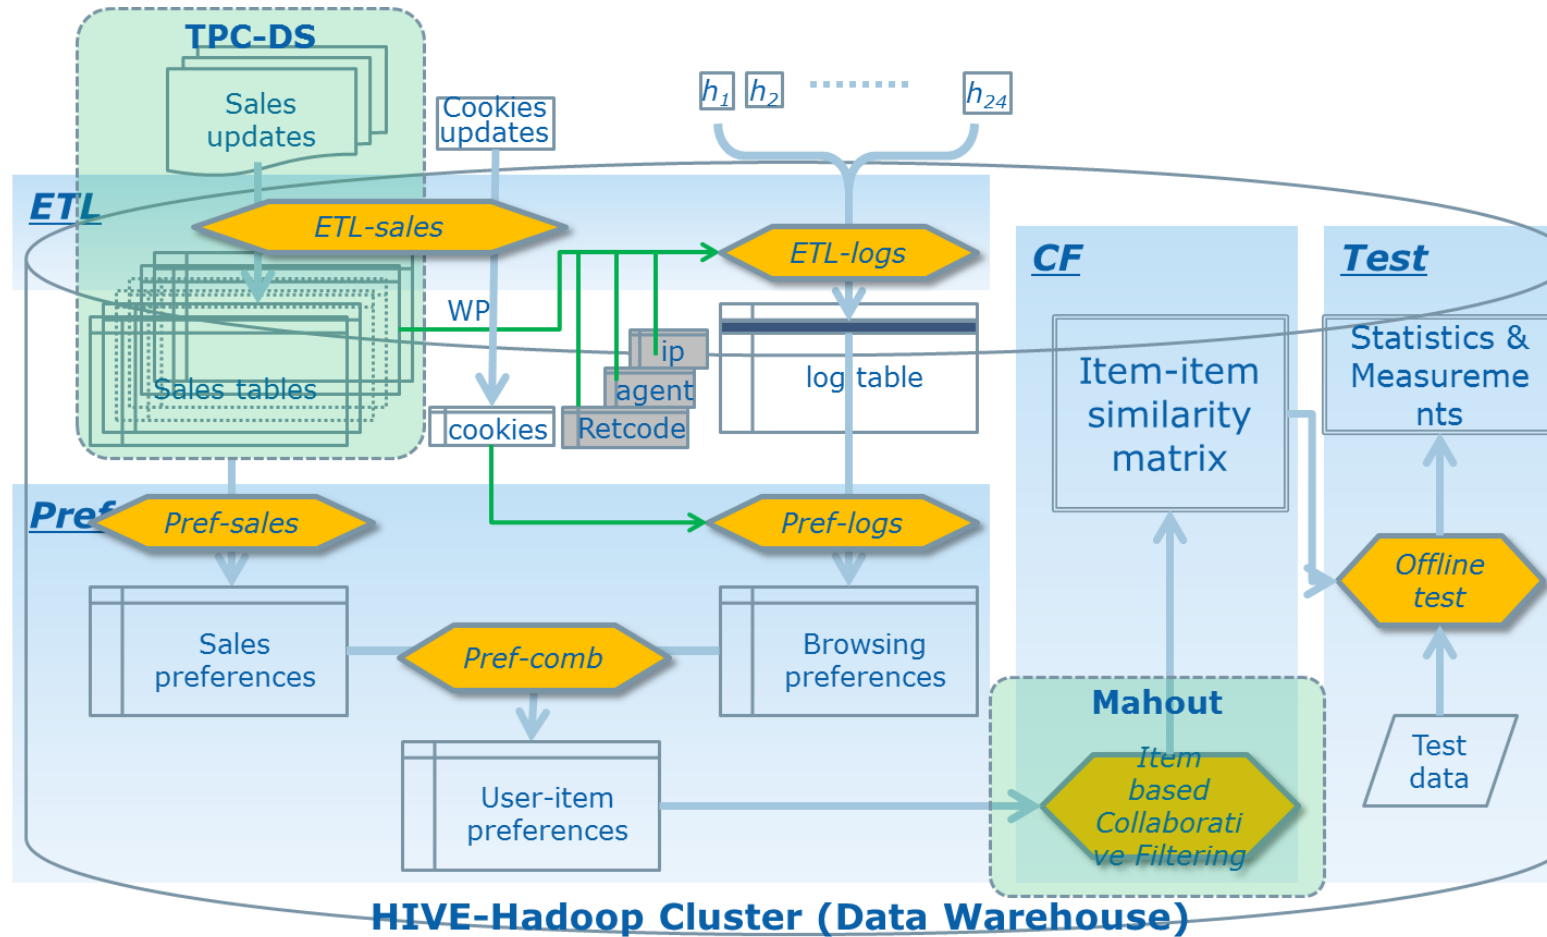 TPC-DS
Sales
updates
Cookies
updates
h1 h2 h24
ETL
ETL-sales
ETL-logs
CF
Test
WP
ip
agent
Retcode
Sales tables
cookies
log table
Item-item
similarity
matrix
Statistics &
Measureme
nts
Pref
Pref-sales
Pref-logs
Offline
test
Sales
preferences
Pref-comb
Browsing
preferences
Mahout
Item
based
Collaborati
ve Filtering
Test
data
User-item
preferences
HIVE-Hadoop Cluster (Data Warehouse)